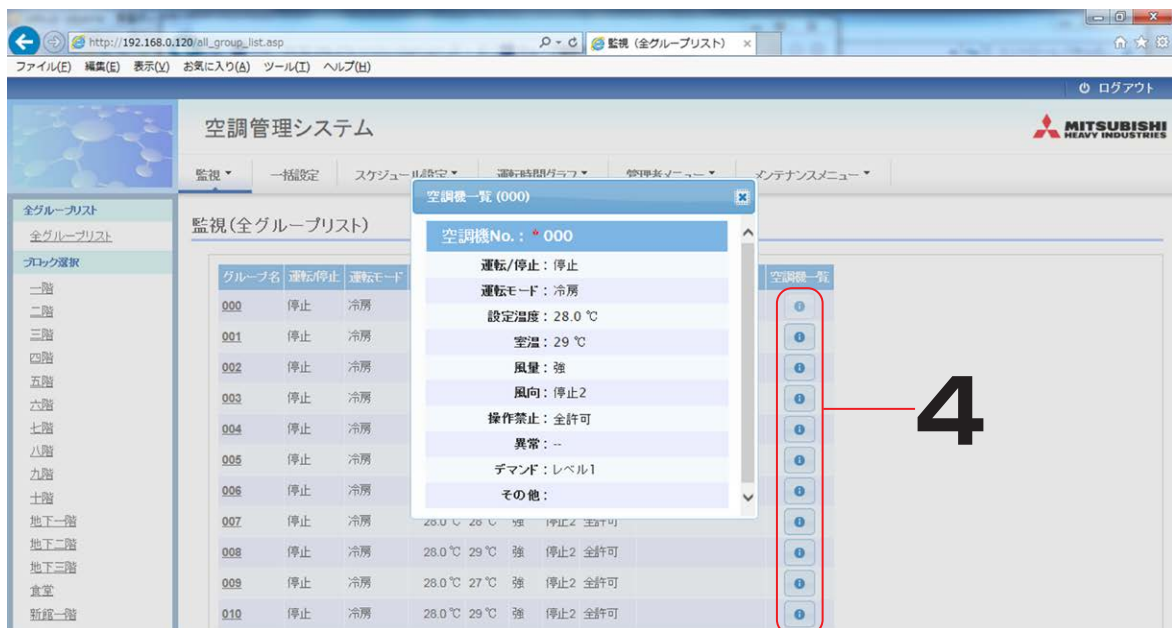 http://192.168.0.120/all_group_list.asp
監視 (全グループリスト)
ファイル(F) 編集(E) 表示(V) お気に入り(A) ツール(T) ヘルプ(H)
ログアウト
空調管理システム
MITSUBISHI
HEAVY INDUSTRIES
監視 一括設定 スケジュール設定 運転時間グラフ 管理者メニュー メンテナンスメニュー
全グループリスト
全グループリスト
ブロック選択
一階
二階
三階
四階
五階
六階
七階
八階
九階
十階
地下一階
地下二階
地下三階
食堂
新館一階
監視(全グループリスト)
グループ名 運転/停止 運転モード 空調機一覧
000 停止 冷房
001 停止 冷房
002 停止 冷房
003 停止 冷房
004 停止 冷房
005 停止 冷房
006 停止 冷房
007 停止 冷房 28.0℃ 28℃ 強 停止2 全許可
008 停止 冷房 28.0℃ 29℃ 強 停止2 全許可
009 停止 冷房 28.0℃ 27℃ 強 停止2 全許可
010 停止 冷房 28.0℃ 29℃ 強 停止2 全許可
空調機一覧 (000)
空調機No. : *000
運転/停止 : 停止
運転モード : 冷房
設定温度 : 28.0 ℃
室温 : 29 ℃
風量 : 強
風向 : 停止2
操作禁止 : 全許可
異常 : --
デマンド : レベル1
その他 :
4